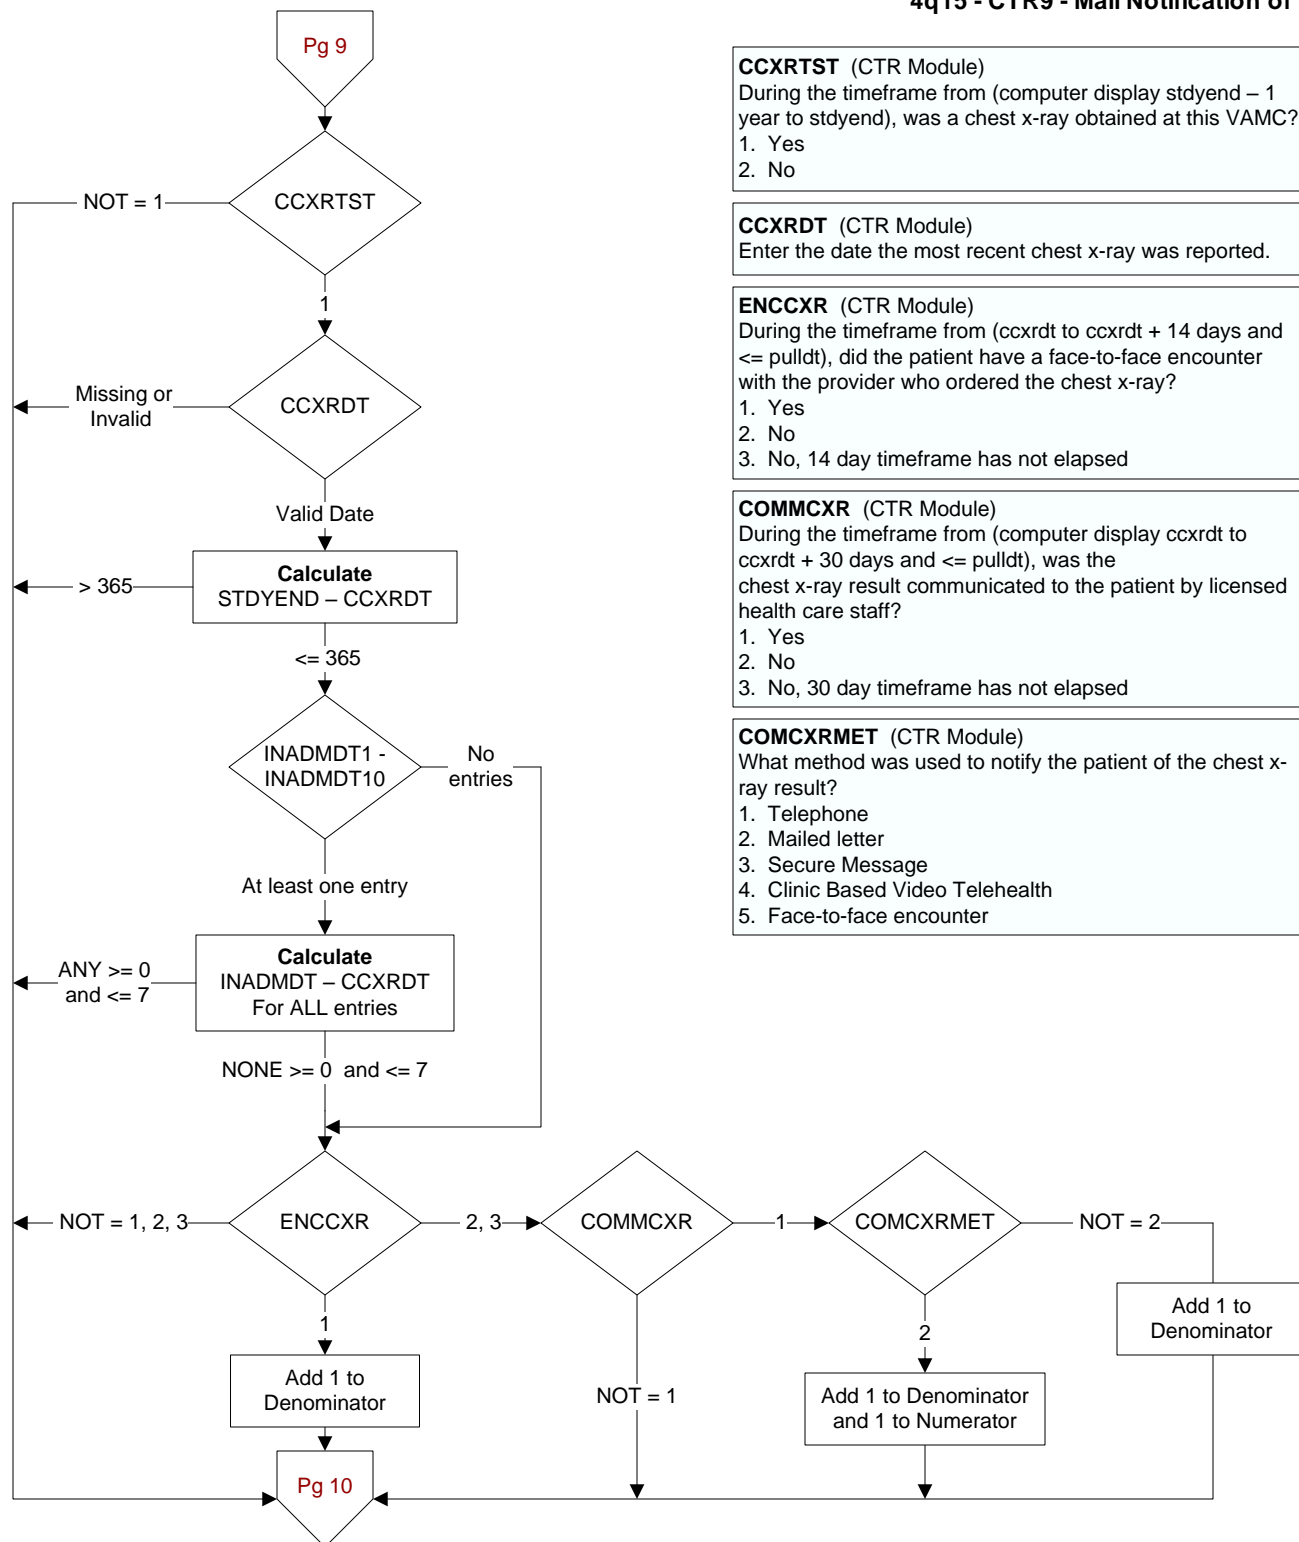 4q15 - CTR9 - Mail Notification of
Pg 9
CCXRTST
NOT = 1
1
CCXRDT
Missing or
Invalid
Valid Date
Calculate
STDYEND – CCXRDT
> 365
<= 365
INADMDT1 -
INADMDT10
No
entries
At least one entry
Calculate
INADMDT – CCXRDT
For ALL entries
ANY >= 0
and <= 7
NONE >= 0 and <= 7
ENCCXR
NOT = 1, 2, 3
2, 3
COMMCXR
1
COMCXRMET
NOT = 2
1
Add 1 to
Denominator
NOT = 1
2
Add 1 to Denominator
and 1 to Numerator
Add 1 to
Denominator
Pg 10
CCXRTST (CTR Module)
During the timeframe from (computer display stdyend – 1
year to stdyend), was a chest x-ray obtained at this VAMC?
1. Yes
2. No
CCXRDT (CTR Module)
Enter the date the most recent chest x-ray was reported.
ENCCXR (CTR Module)
During the timeframe from (ccxrdt to ccxrdt + 14 days and
<= pulldt), did the patient have a face-to-face encounter
with the provider who ordered the chest x-ray?
1. Yes
2. No
3. No, 14 day timeframe has not elapsed
COMMCXR (CTR Module)
During the timeframe from (computer display ccxrdt to
ccxrdt + 30 days and <= pulldt), was the
chest x-ray result communicated to the patient by licensed
health care staff?
1. Yes
2. No
3. No, 30 day timeframe has not elapsed
COMCXRMET (CTR Module)
What method was used to notify the patient of the chest x-
ray result?
1. Telephone
2. Mailed letter
3. Secure Message
4. Clinic Based Video Telehealth
5. Face-to-face encounter